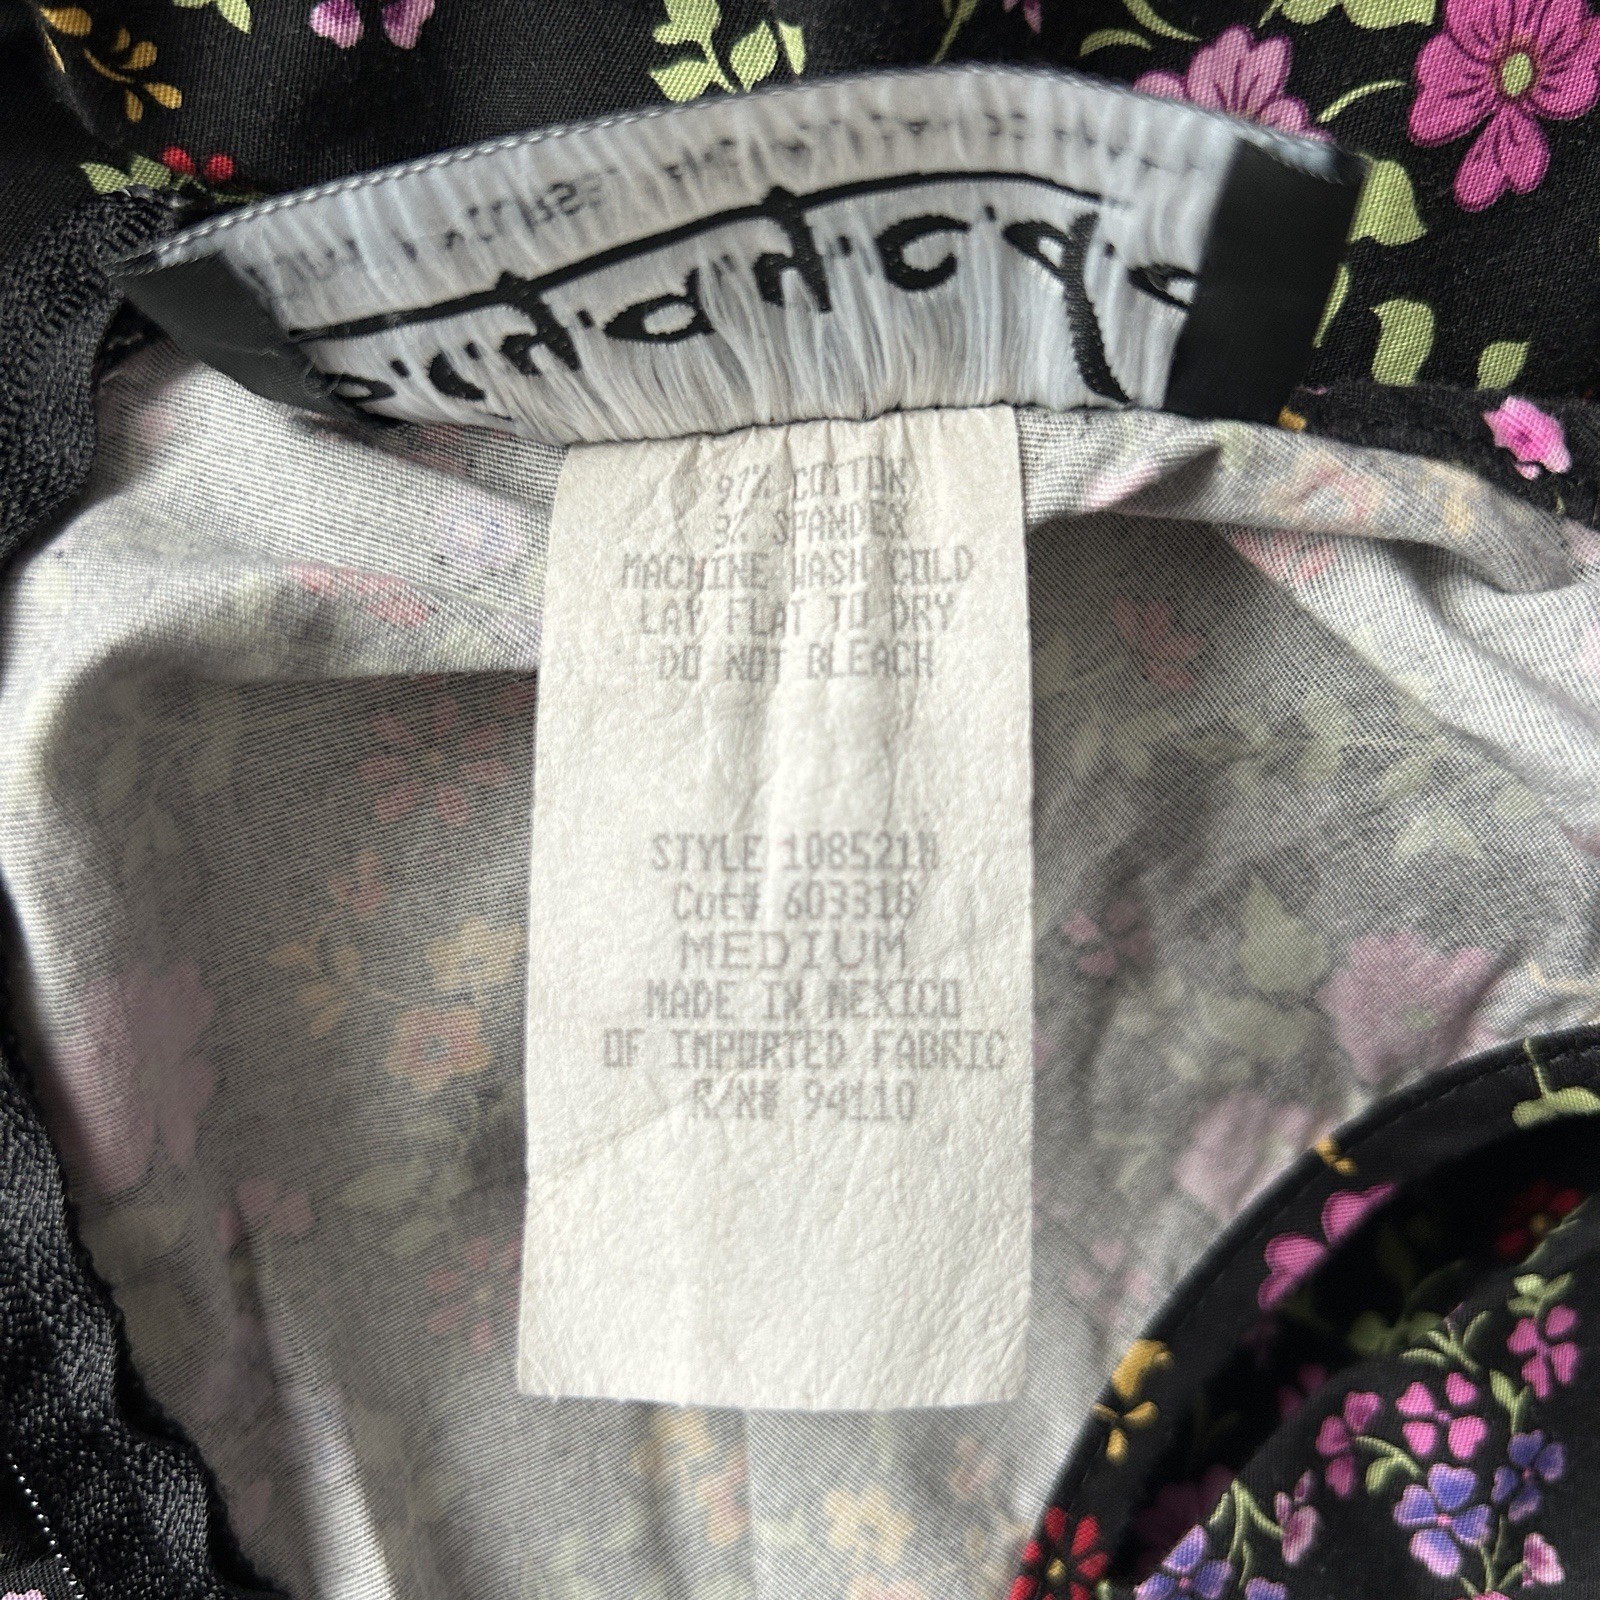 97% COTTON
3% SPANDEX
MACHINE WASH COLD
LAY FLAT TO DRY
DO NOT BLEACH
STYLE 108521H
Cut# 603318
MEDIUM
MADE IN MEXICO
OF IMPORTED FABRIC
R/N# 94110